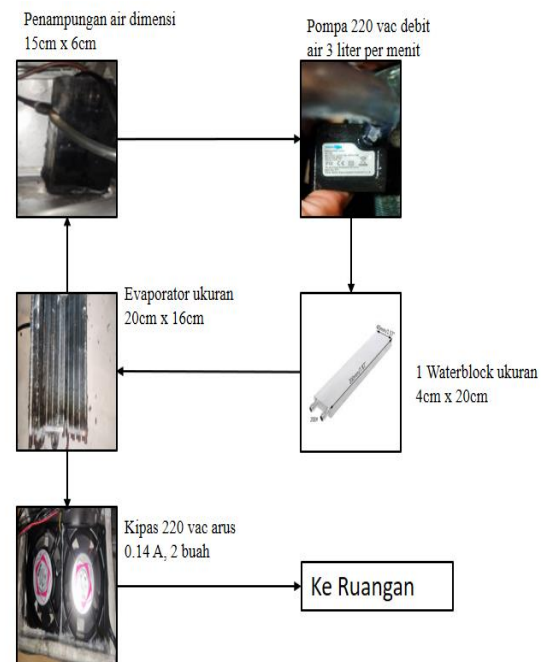 Penampungan air dimensi
15cm x 6cm
Pompa 220 vac debit
air 3 liter per menit
Evaporator ukuran
20cm x 16cm
1 Waterblock ukuran
4cm x 20cm
Kipas 220 vac arus
0.14 A, 2 buah
Ke Ruangan